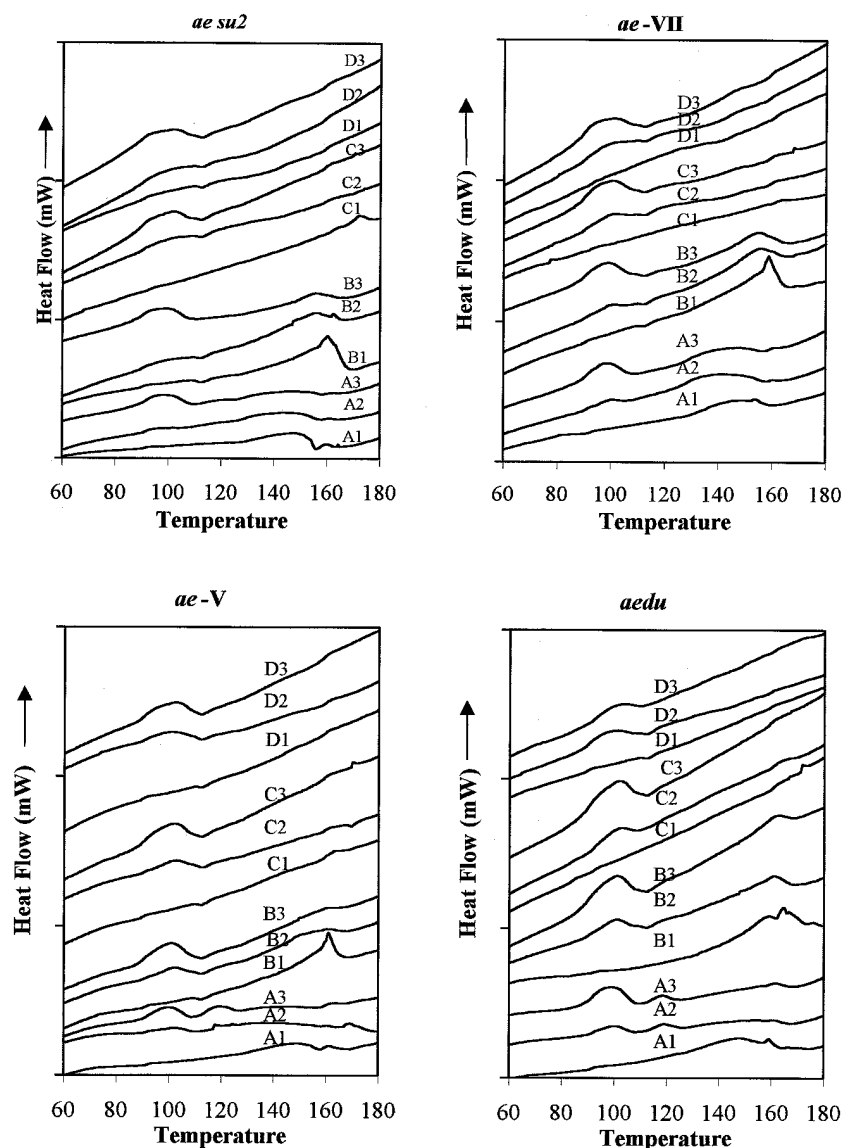 ae su2
Heat Flow (mW)
D3
D2
D1
C3
C2
C1
B3
B2
B1
A3
A2
A1
60 80 100 120 140 160 180
Temperature
ae -VII
Heat Flow (mW)
D3
D2
D1
C3
C2
C1
B3
B2
B1
A3
A2
A1
60 80 100 120 140 160 180
Temperature
ae -V
Heat Flow (mW)
D3
D2
D1
C3
C2
C1
B3
B2
B1
A3
A2
A1
60 80 100 120 140 160 180
Temperature
aedu
Heat Flow (mW)
D3
D2
D1
C3
C2
C1
B3
B2
B1
A3
A2
A1
60 80 100 120 140 160 180
Temperature